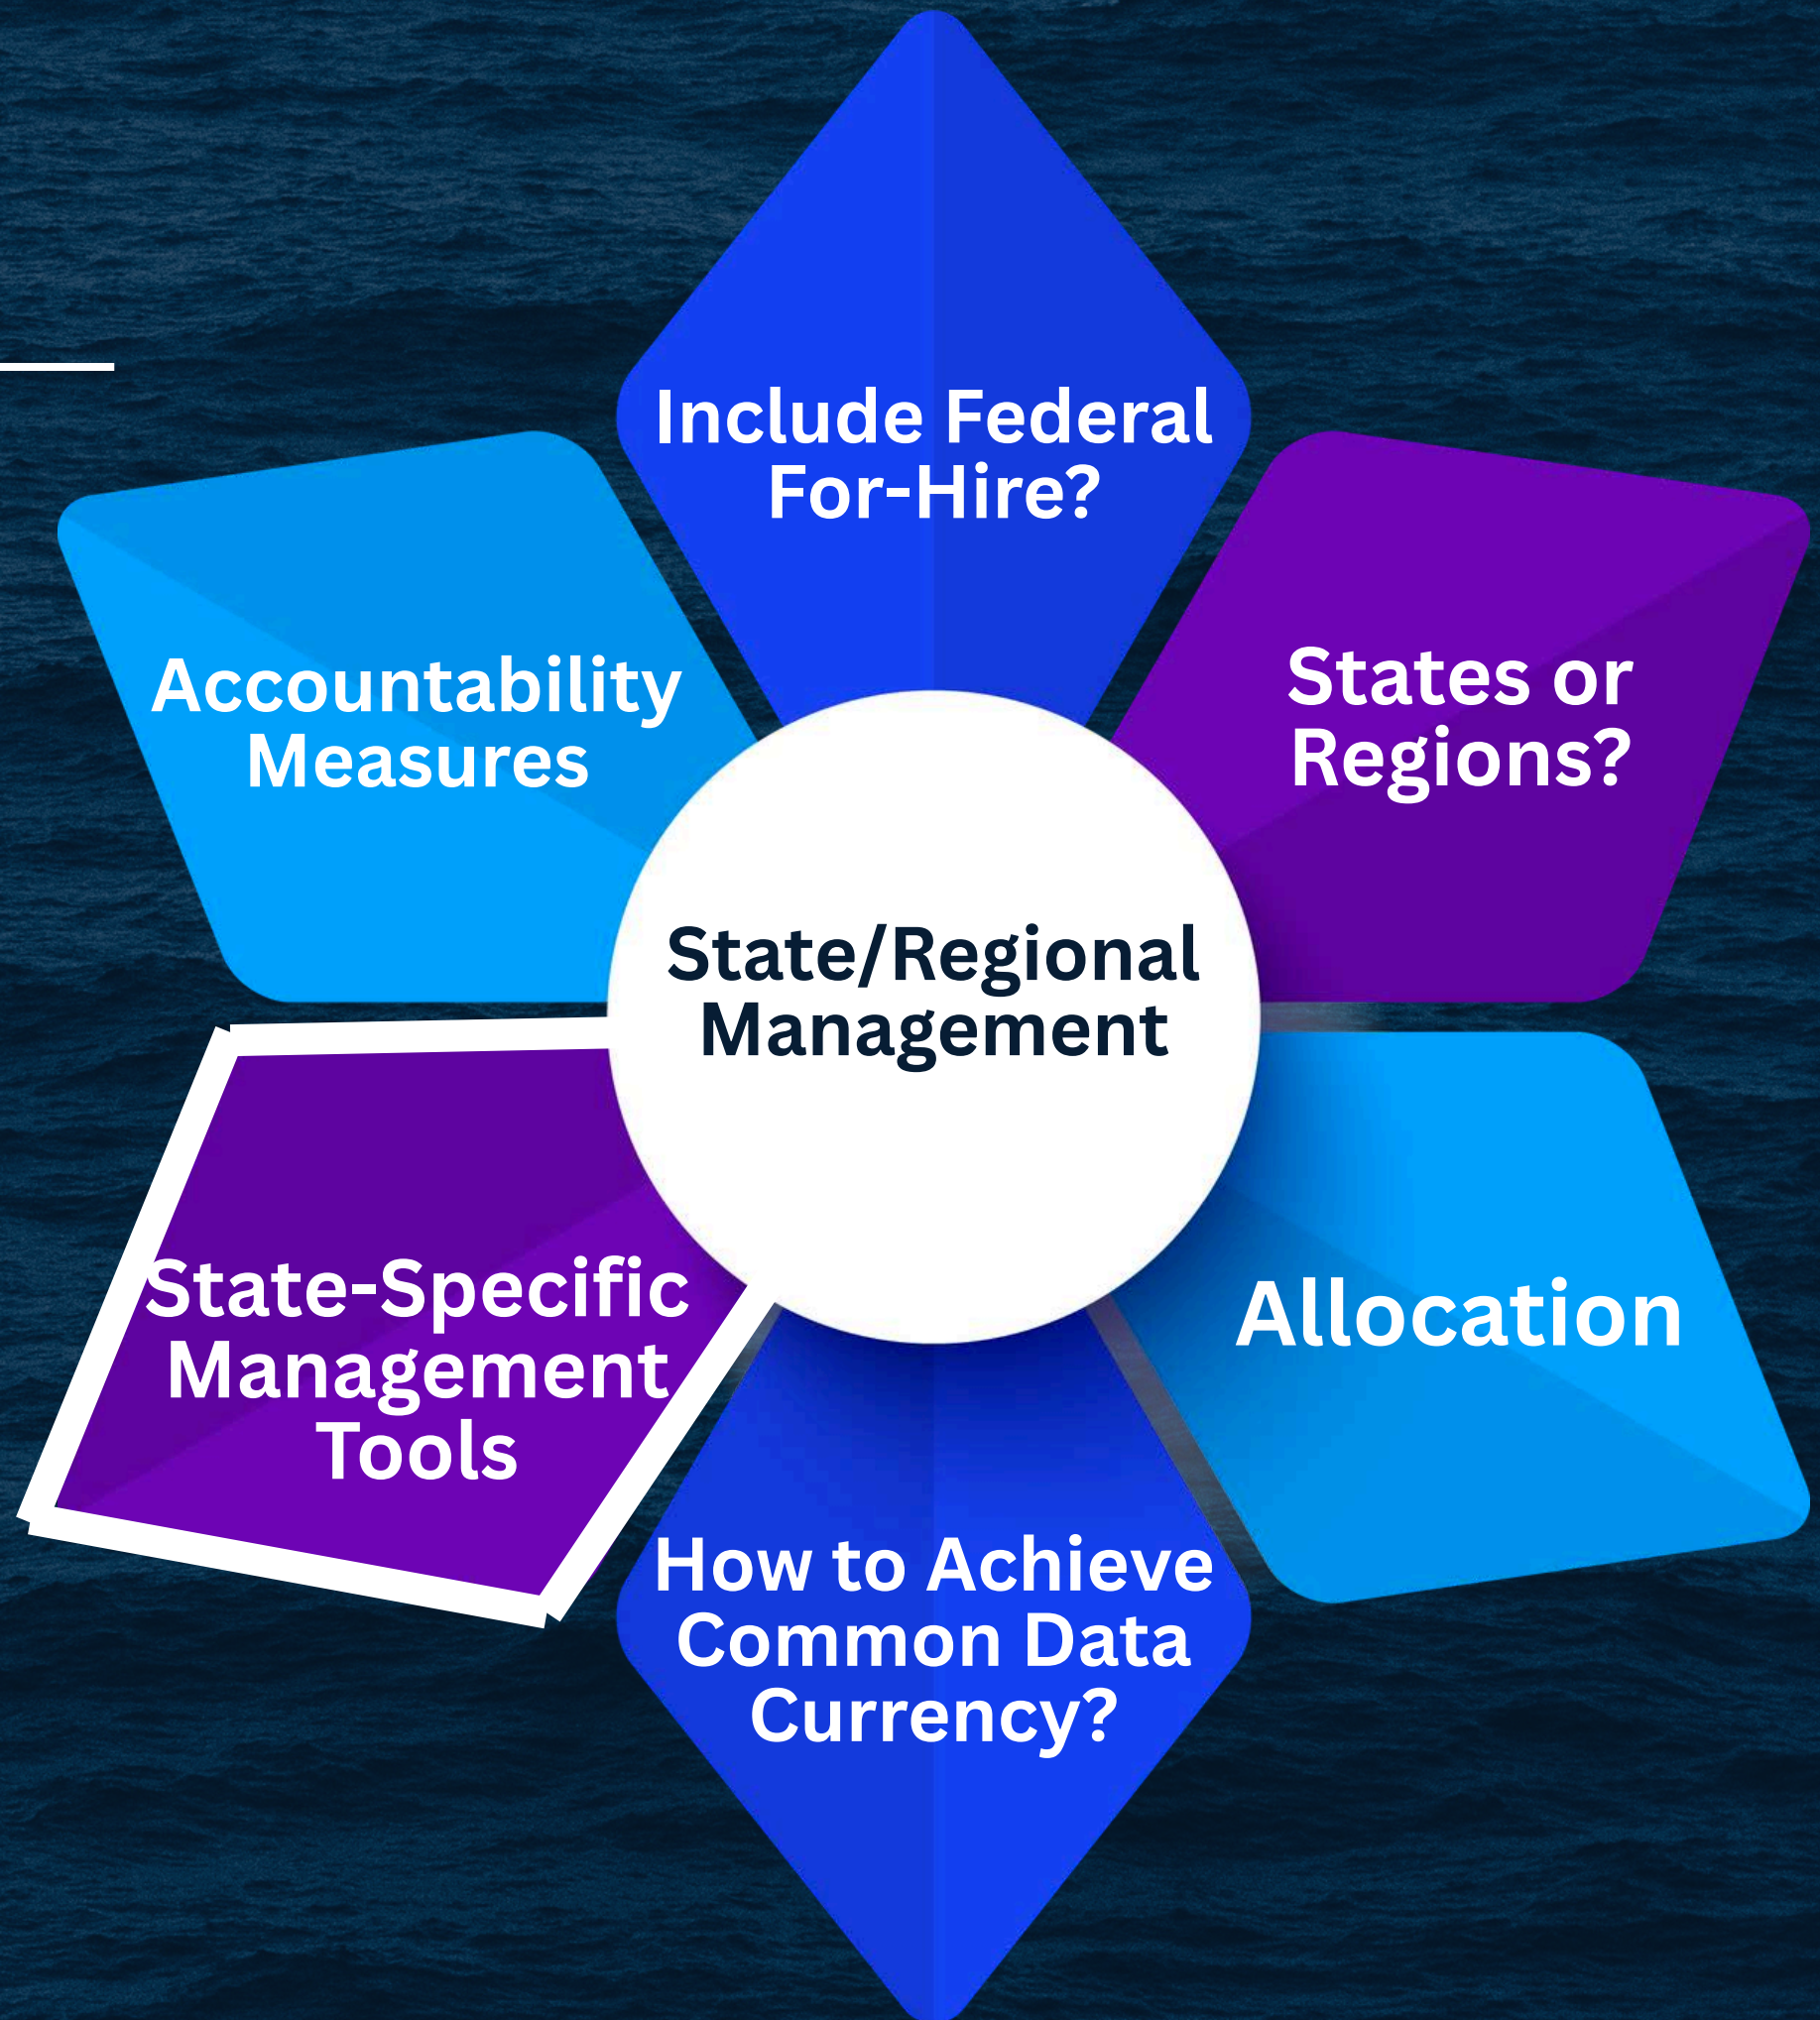 Include Federal
For-Hire?
States or
Regions?
Allocation
How to Achieve
Common Data
Currency?
State-Specific
Management
Tools
Accountability
Measures
State/Regional
Management